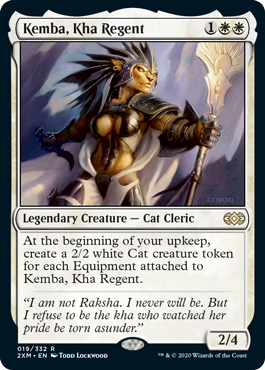 Kemba, Kha Regent 1
Legendary Creature — Cat Cleric
At the beginning of your upkeep,
create a 2/2 white Cat creature token
for each Equipment attached to
Kemba, Kha Regent.
“I am not Raksha. I never will be. But
I refuse to be the kha who watched her
pride be torn asunder.”
2/4
019/332 R
2XM • EN Todd Lockwood
™ & © 2020 Wizards of the Coast